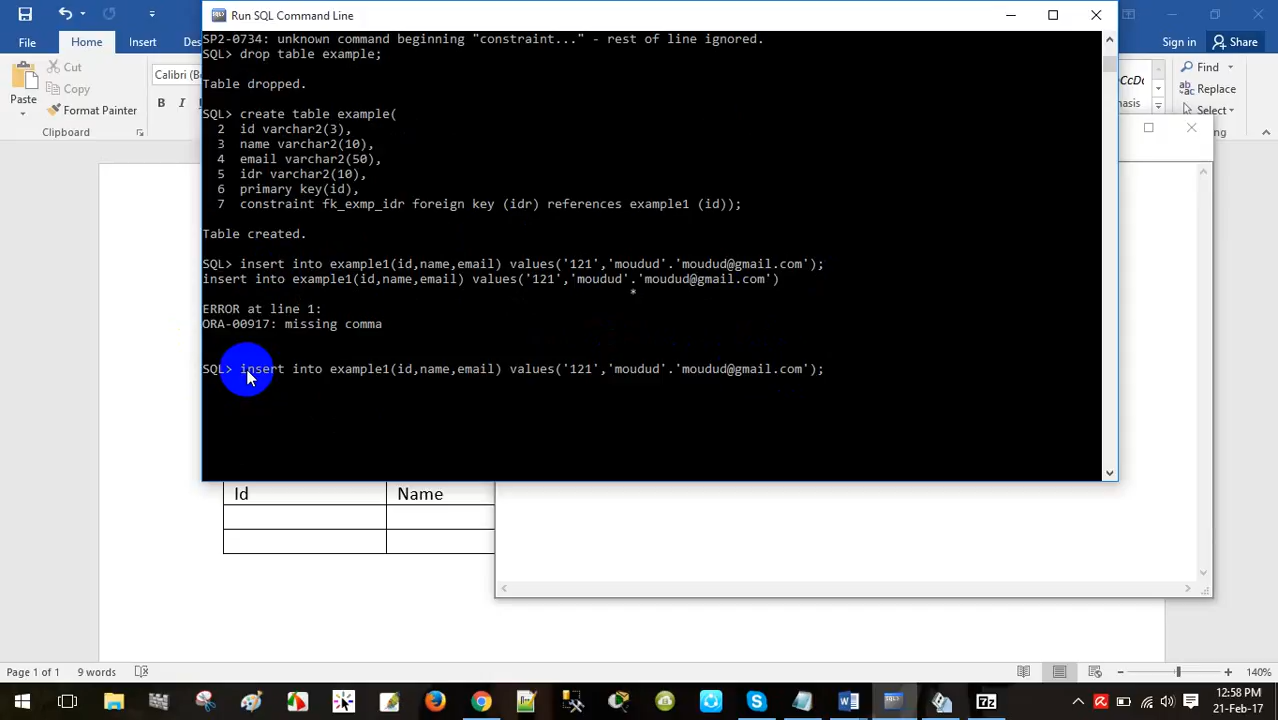 Run SQL Command Line
SP2-0734: unknown command beginning "constraint..." - rest of line ignored.
SQL> drop table example;
Table dropped.
SQL> create table example(
2 id varchar2(3),
3 name varchar2(10),
4 email varchar2(50),
5 idr varchar2(10),
6 primary key(id),
7 constraint fk_exmp_idr foreign key (idr) references example1 (id));
Table created.
SQL> insert into example1(id,name,email) values('121','moudud'.'moudud@gmail.com');
insert into example1(id,name,email) values('121','moudud'.'moudud@gmail.com')
*
ERROR at line 1:
ORA-00917: missing comma
SQL> insert into example1(id,name,email) values('121','moudud'.'moudud@gmail.com');
File Home Insert
Sign in Share
Paste
Cut
Copy
Format Painter
Clipboard
Calibri (B
B I
Find
Replace
Select
Id Name
Page 1 of 1 9 words
140%
12:58 PM
21-Feb-17